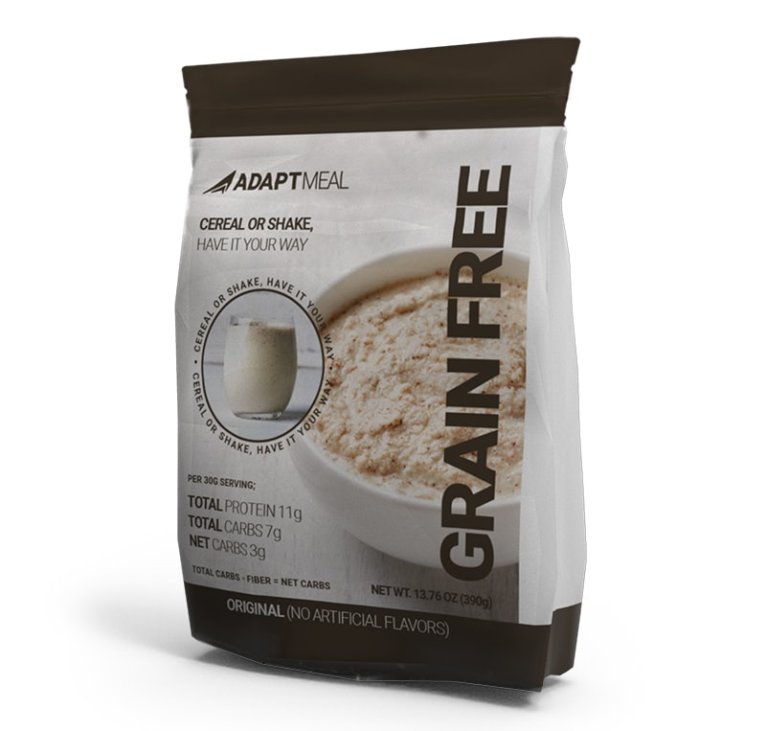 ADAPTMEAL
CEREAL OR SHAKE,
HAVE IT YOUR WAY
• CEREAL OR SHAKE, HAVE IT YOUR WAY •
CEREAL OR SHAKE, HAVE IT YOUR WAY
GRAIN FREE
PER 30G SERVING;
TOTAL PROTEIN 11g
TOTAL CARBS 7g
NET CARBS 3g
TOTAL CARBS - FIBER = NET CARBS
NET WT. 13.76 OZ (390g)
ORIGINAL (NO ARTIFICIAL FLAVORS)